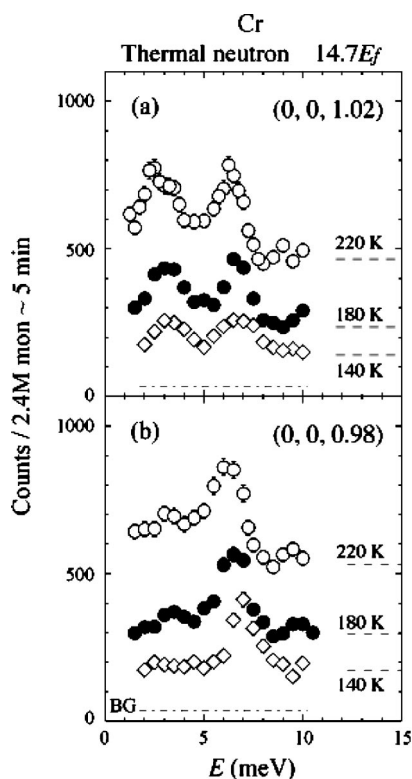 Cr
Thermal neutron 14.7Ef
1000
(a)
(0, 0, 1.02)
500
220 K
180 K
140 K
0
1000
(b)
(0, 0, 0.98)
500
220 K
180 K
140 K
BG
0
0 5 10 15
E (meV)
Counts / 2.4M mon ~ 5 min